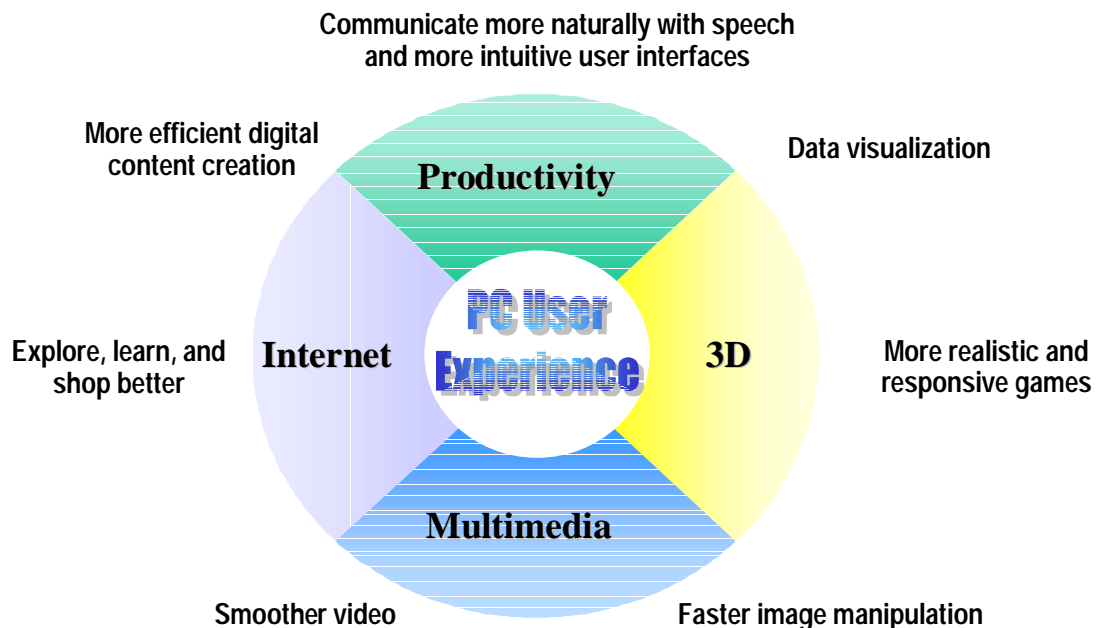 Communicate more naturally with speech
and more intuitive user interfaces
More efficient digital
content creation
Data visualization
Productivity
PC User
Experience
Internet
3D
Explore, learn, and
shop better
More realistic and
responsive games
Multimedia
Smoother video
Faster image manipulation